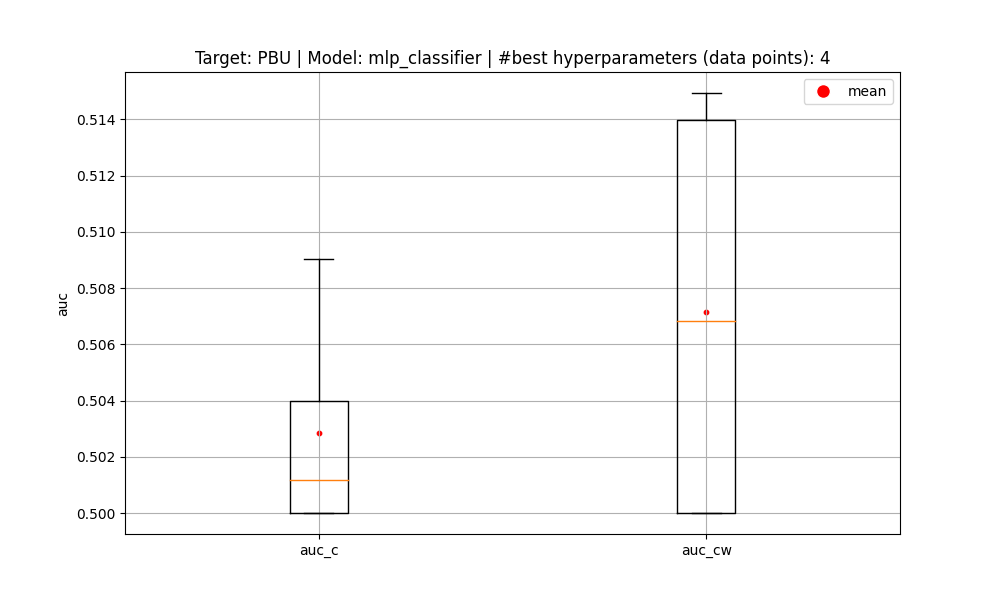 Target: PBU | Model: mlp_classifier | #best hyperparameters (data points): 4
mean
0.514
0.512
0.510
0.508
0.506
0.504
0.502
0.500
auc
auc_c
auc_cw